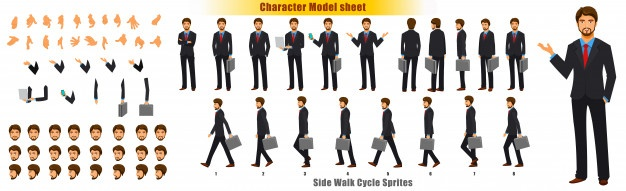 Character Model sheet
1 2 3 4 5 6 7 8
Side Walk Cycle Sprites